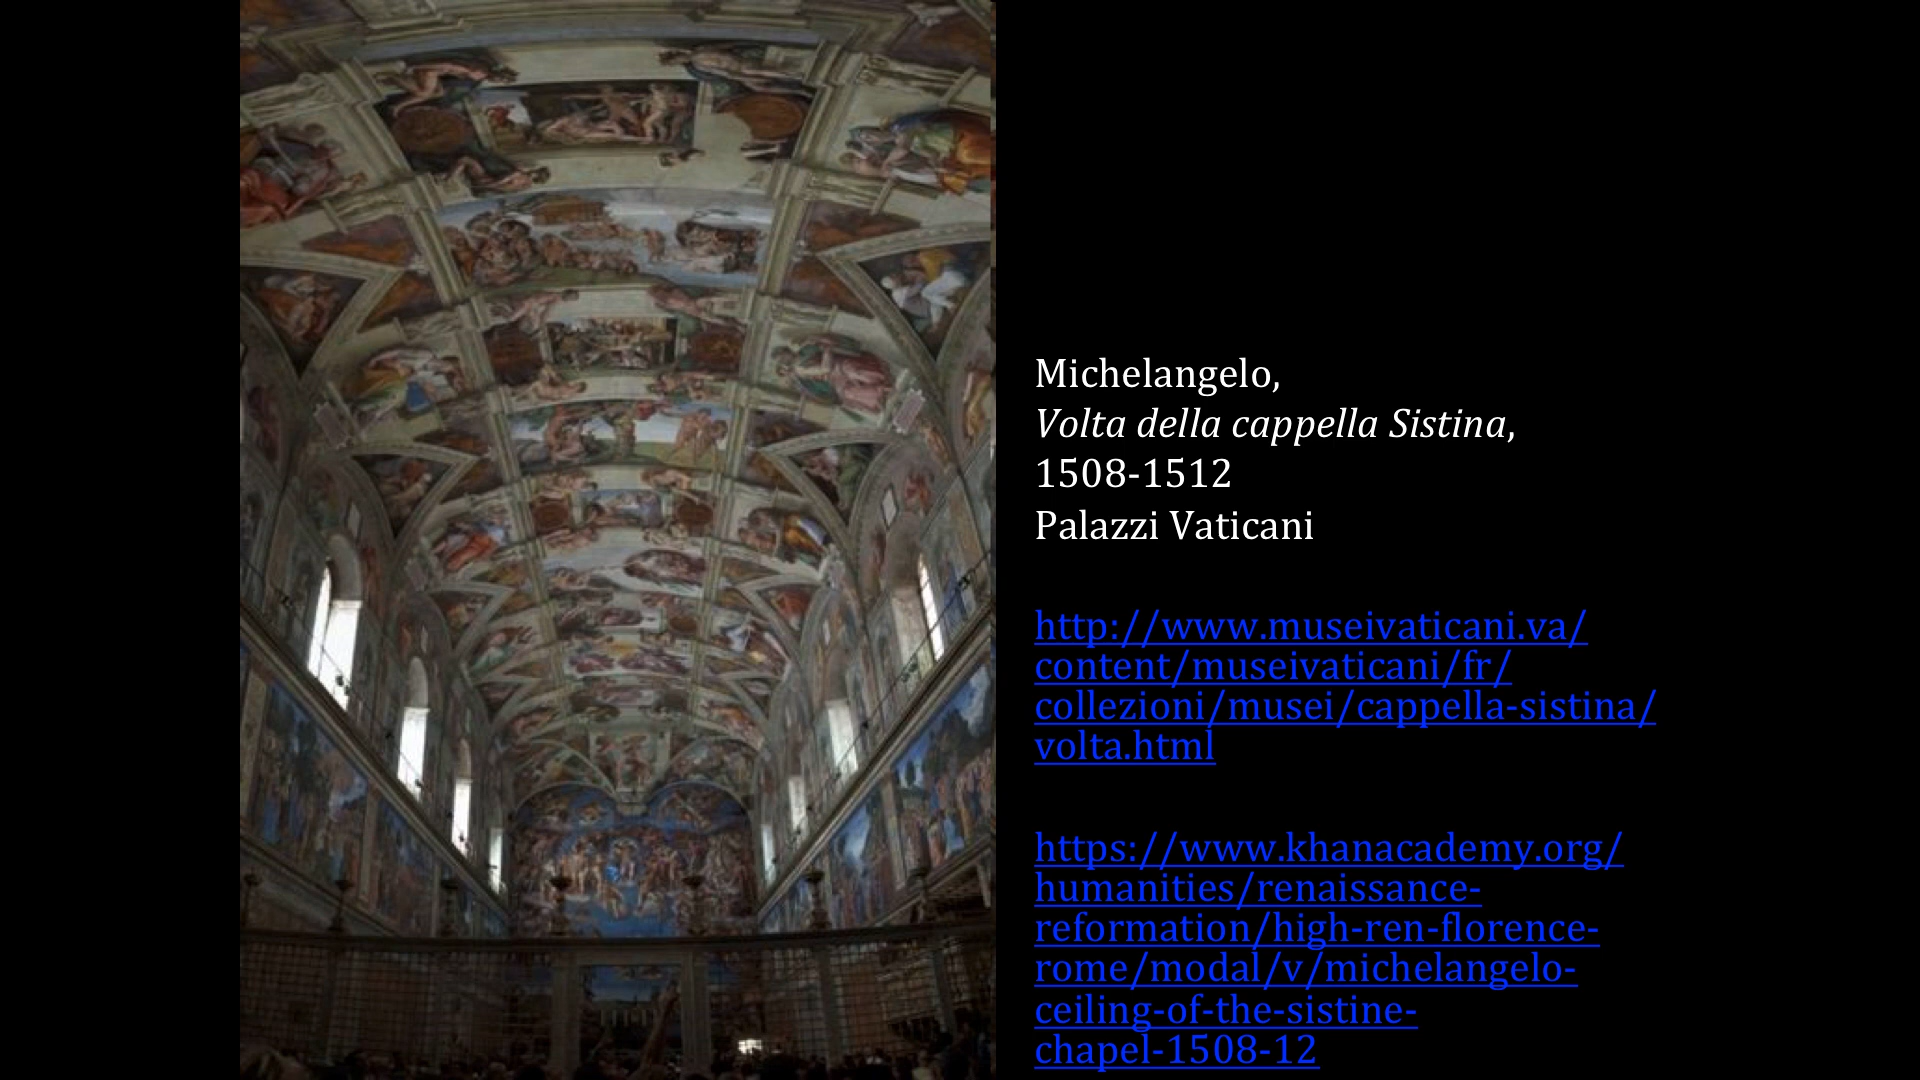 Michelangelo,
Volta della cappella Sistina,
1508-1512
Palazzi Vaticani
http://www.museivaticani.va/
content/museivaticani/fr/
collezioni/musei/cappella-sistina/
volta.html
https://www.khanacademy.org/
humanities/renaissance-
reformation/high-ren-florence-
rome/modal/v/michelangelo-
ceiling-of-the-sistine-
chapel-1508-12